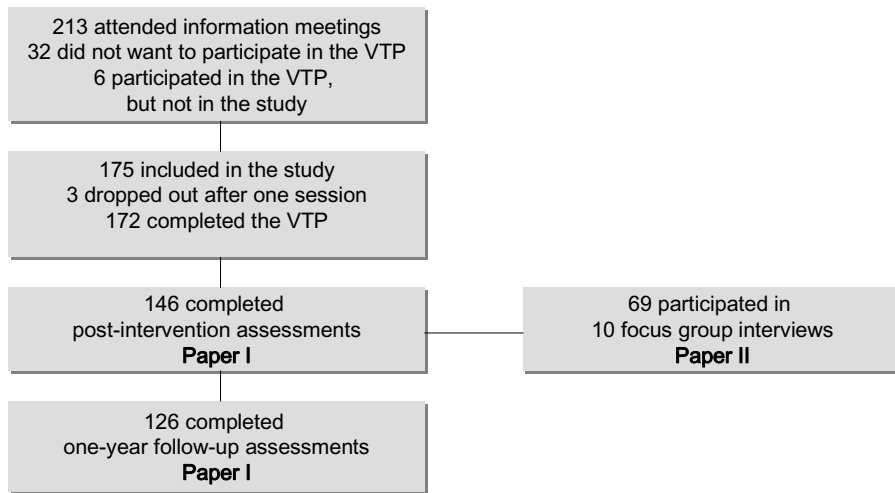 213 attended information meetings
32 did not want to participate in the VTP
6 participated in the VTP,
but not in the study
175 included in the study
3 dropped out after one session
172 completed the VTP
146 completed
post-intervention assessments
Paper I
69 participated in
10 focus group interviews
Paper II
126 completed
one-year follow-up assessments
Paper I